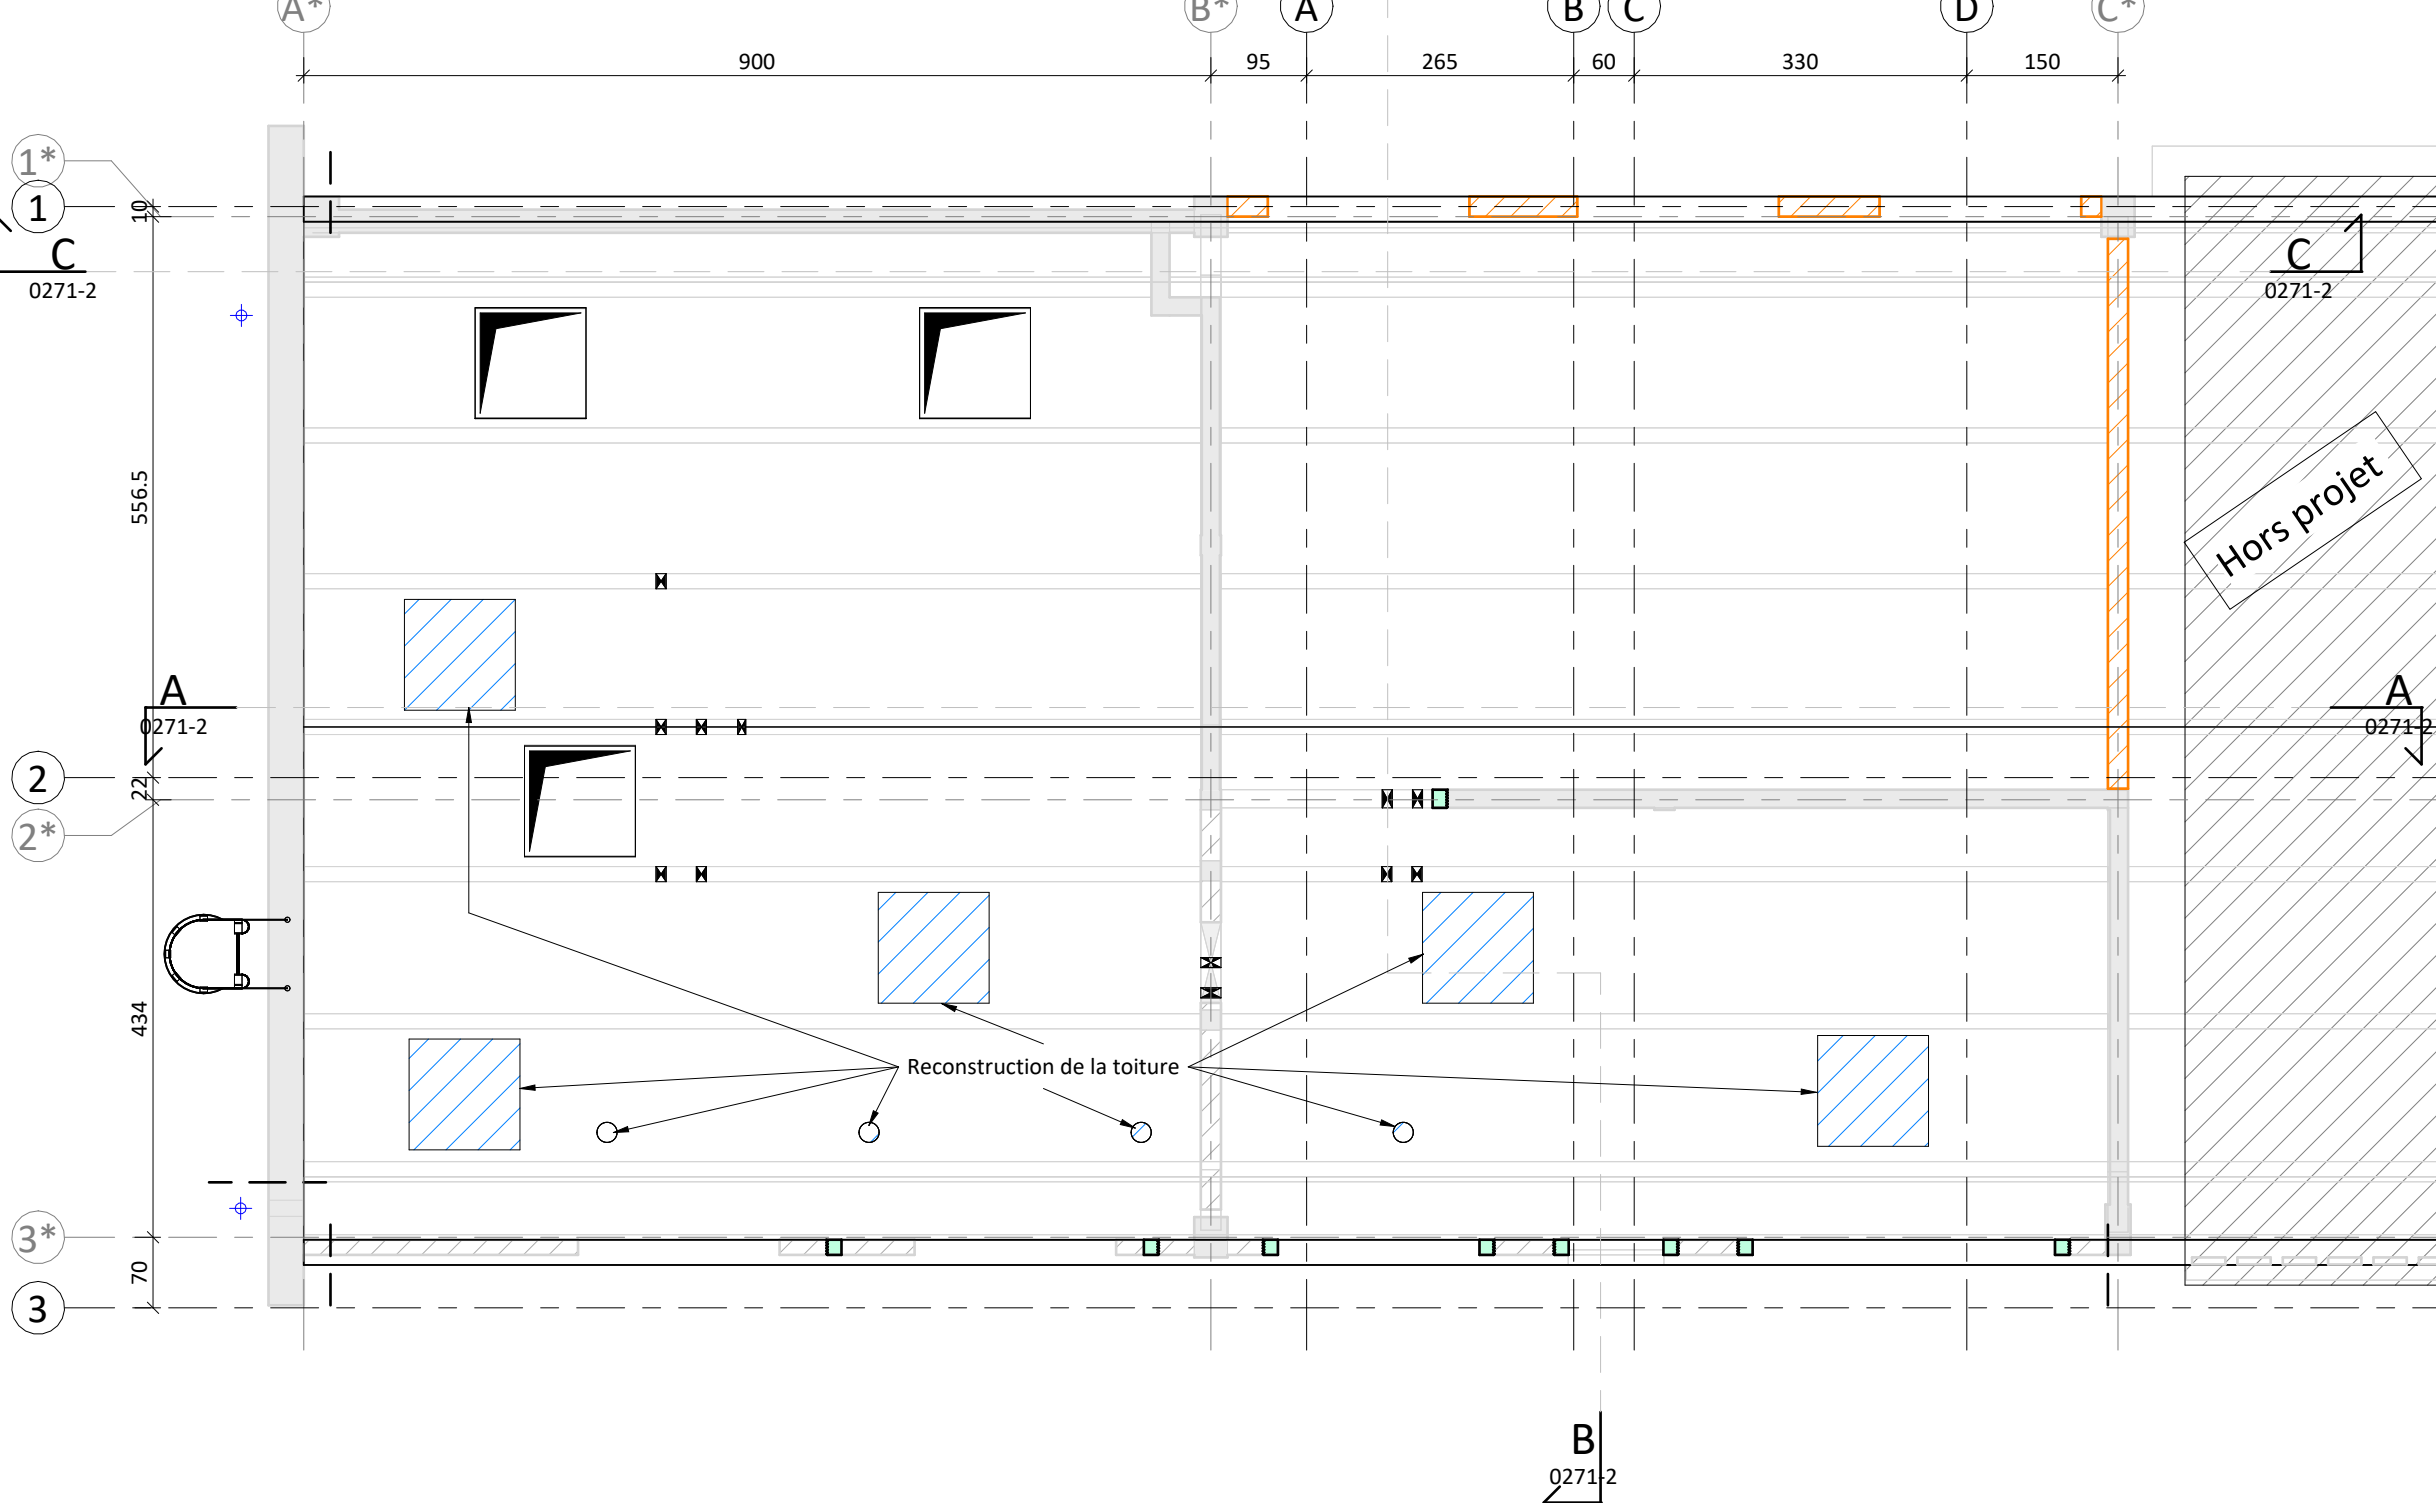 A* B* A B C D C*
900 95 265 60 330 150
1*
1
10
C
0271-2
C
0271-2
556.5
Hors projet
A
0271-2
A
0271-2
2
22
2*
434
Reconstruction de la toiture
3*
70
3
B
0271-2